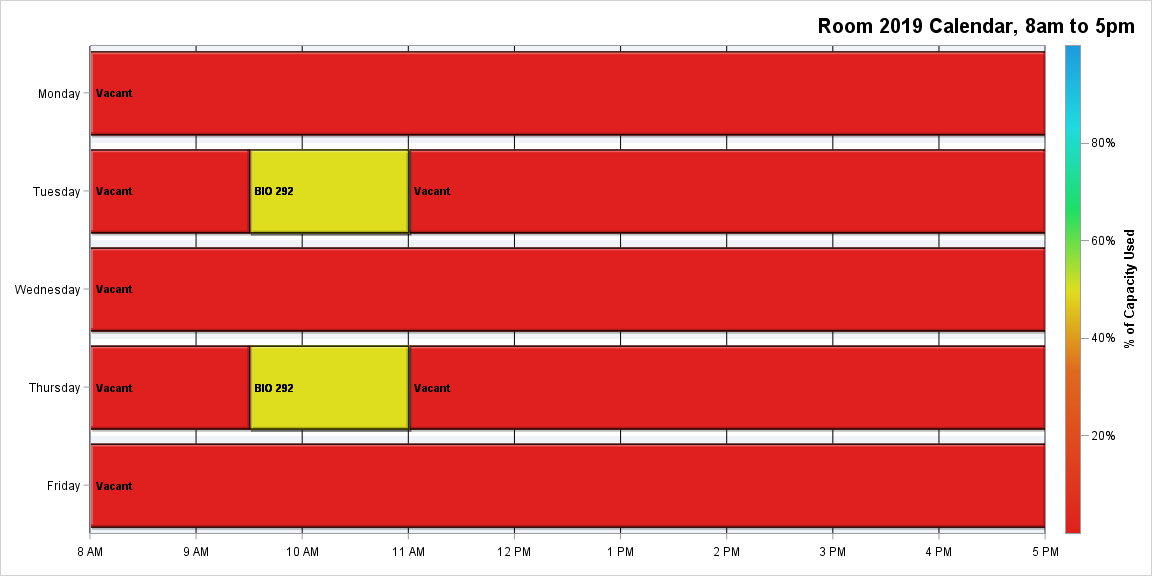 Room 2019 Calendar, 8am to 5pm
Monday
Vacant
Tuesday
Vacant
BIO 292
Vacant
Wednesday
Vacant
Thursday
Vacant
BIO 292
Vacant
Friday
Vacant
8 AM
9 AM
10 AM
11 AM
12 PM
1 PM
2 PM
3 PM
4 PM
5 PM
80%
60%
40%
20%
% of Capacity Used